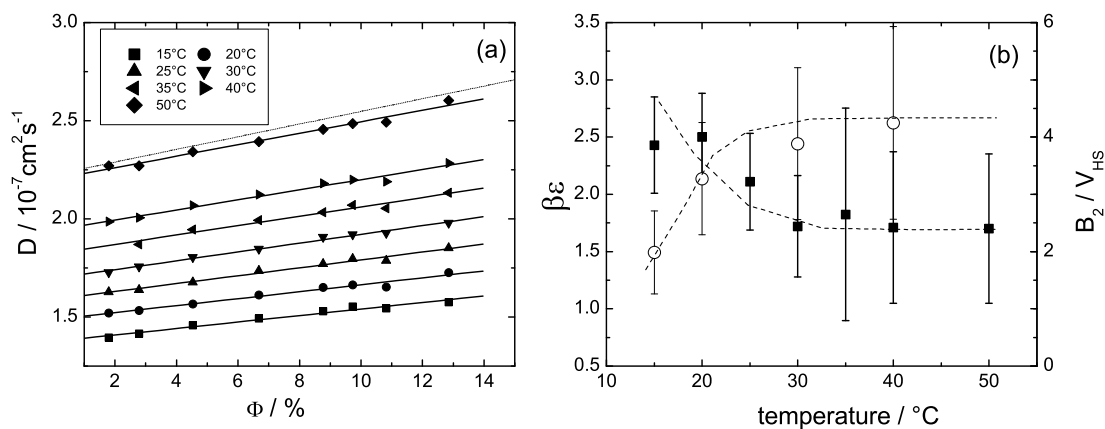 3.0
2.5
2.0
1.5
D / 10⁻⁷cm²s⁻¹
(a)
15°C 20°C
25°C 30°C
35°C 40°C
50°C
2 4 6 8 10 12 14
Φ / %
3.5
3.0
2.5
2.0
1.5
1.0
0.5
βε
(b)
6
4
2
0
B₂ / V_HS
10 20 30 40 50
temperature / °C